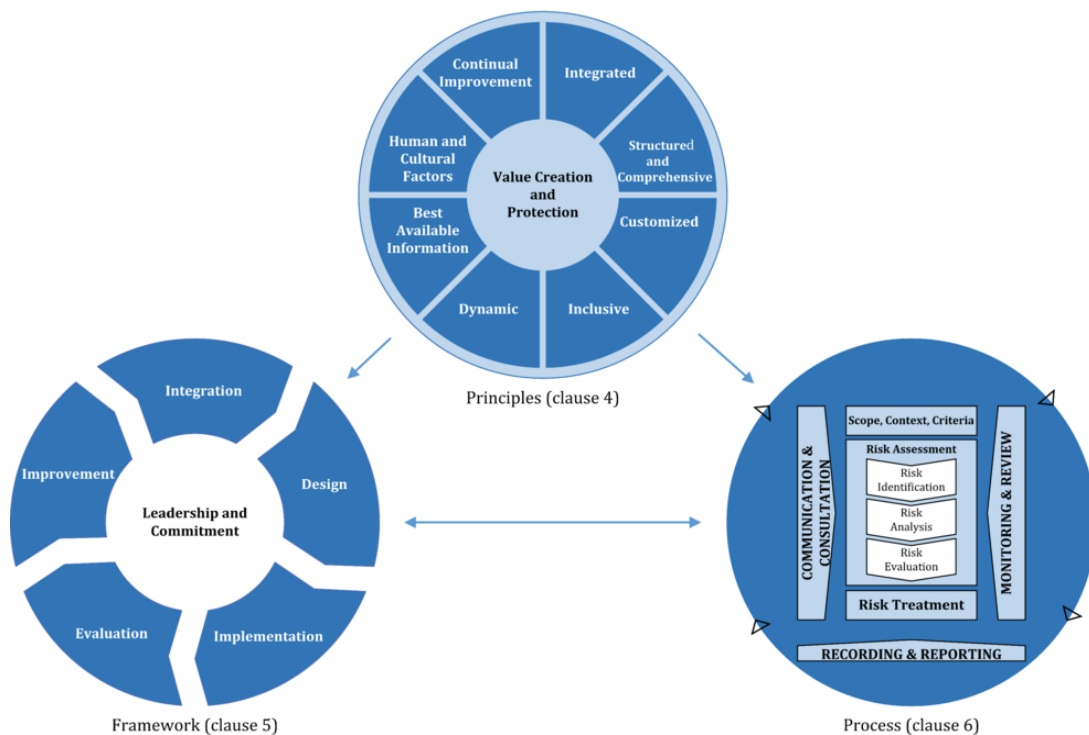 Continual
Improvement
Integrated
Human and
Cultural
Factors
Structured
and
Comprehensive
Value Creation
and
Protection
Best
Available
Information
Customized
Dynamic
Inclusive
Principles (clause 4)
Integration
Improvement
Design
Leadership and
Commitment
Evaluation
Implementation
Framework (clause 5)
Scope, Context, Criteria
Risk Assessment
Risk
Identification
Risk
Analysis
Risk
Evaluation
Risk Treatment
COMMUNICATION &
CONSULTATION
MONITORING & REVIEW
RECORDING & REPORTING
Process (clause 6)